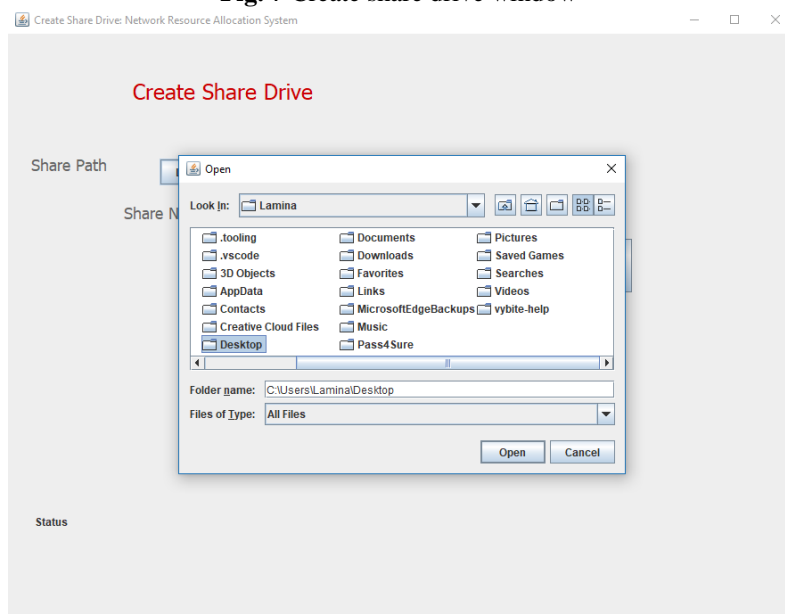 Fig. 7 Create share drive window
Create Share Drive: Network Resource Allocation System
Create Share Drive
Share Path
Share N
Open
Look In: Lamina
.tooling Documents Pictures
.vscode Downloads Saved Games
3D Objects Favorites Searches
AppData Links Videos
Contacts MicrosoftEdgeBackups vybite-help
Creative Cloud Files Music
Desktop Pass4Sure
Folder name: C:\Users\Lamina\Desktop
Files of Type: All Files
Open Cancel
Status